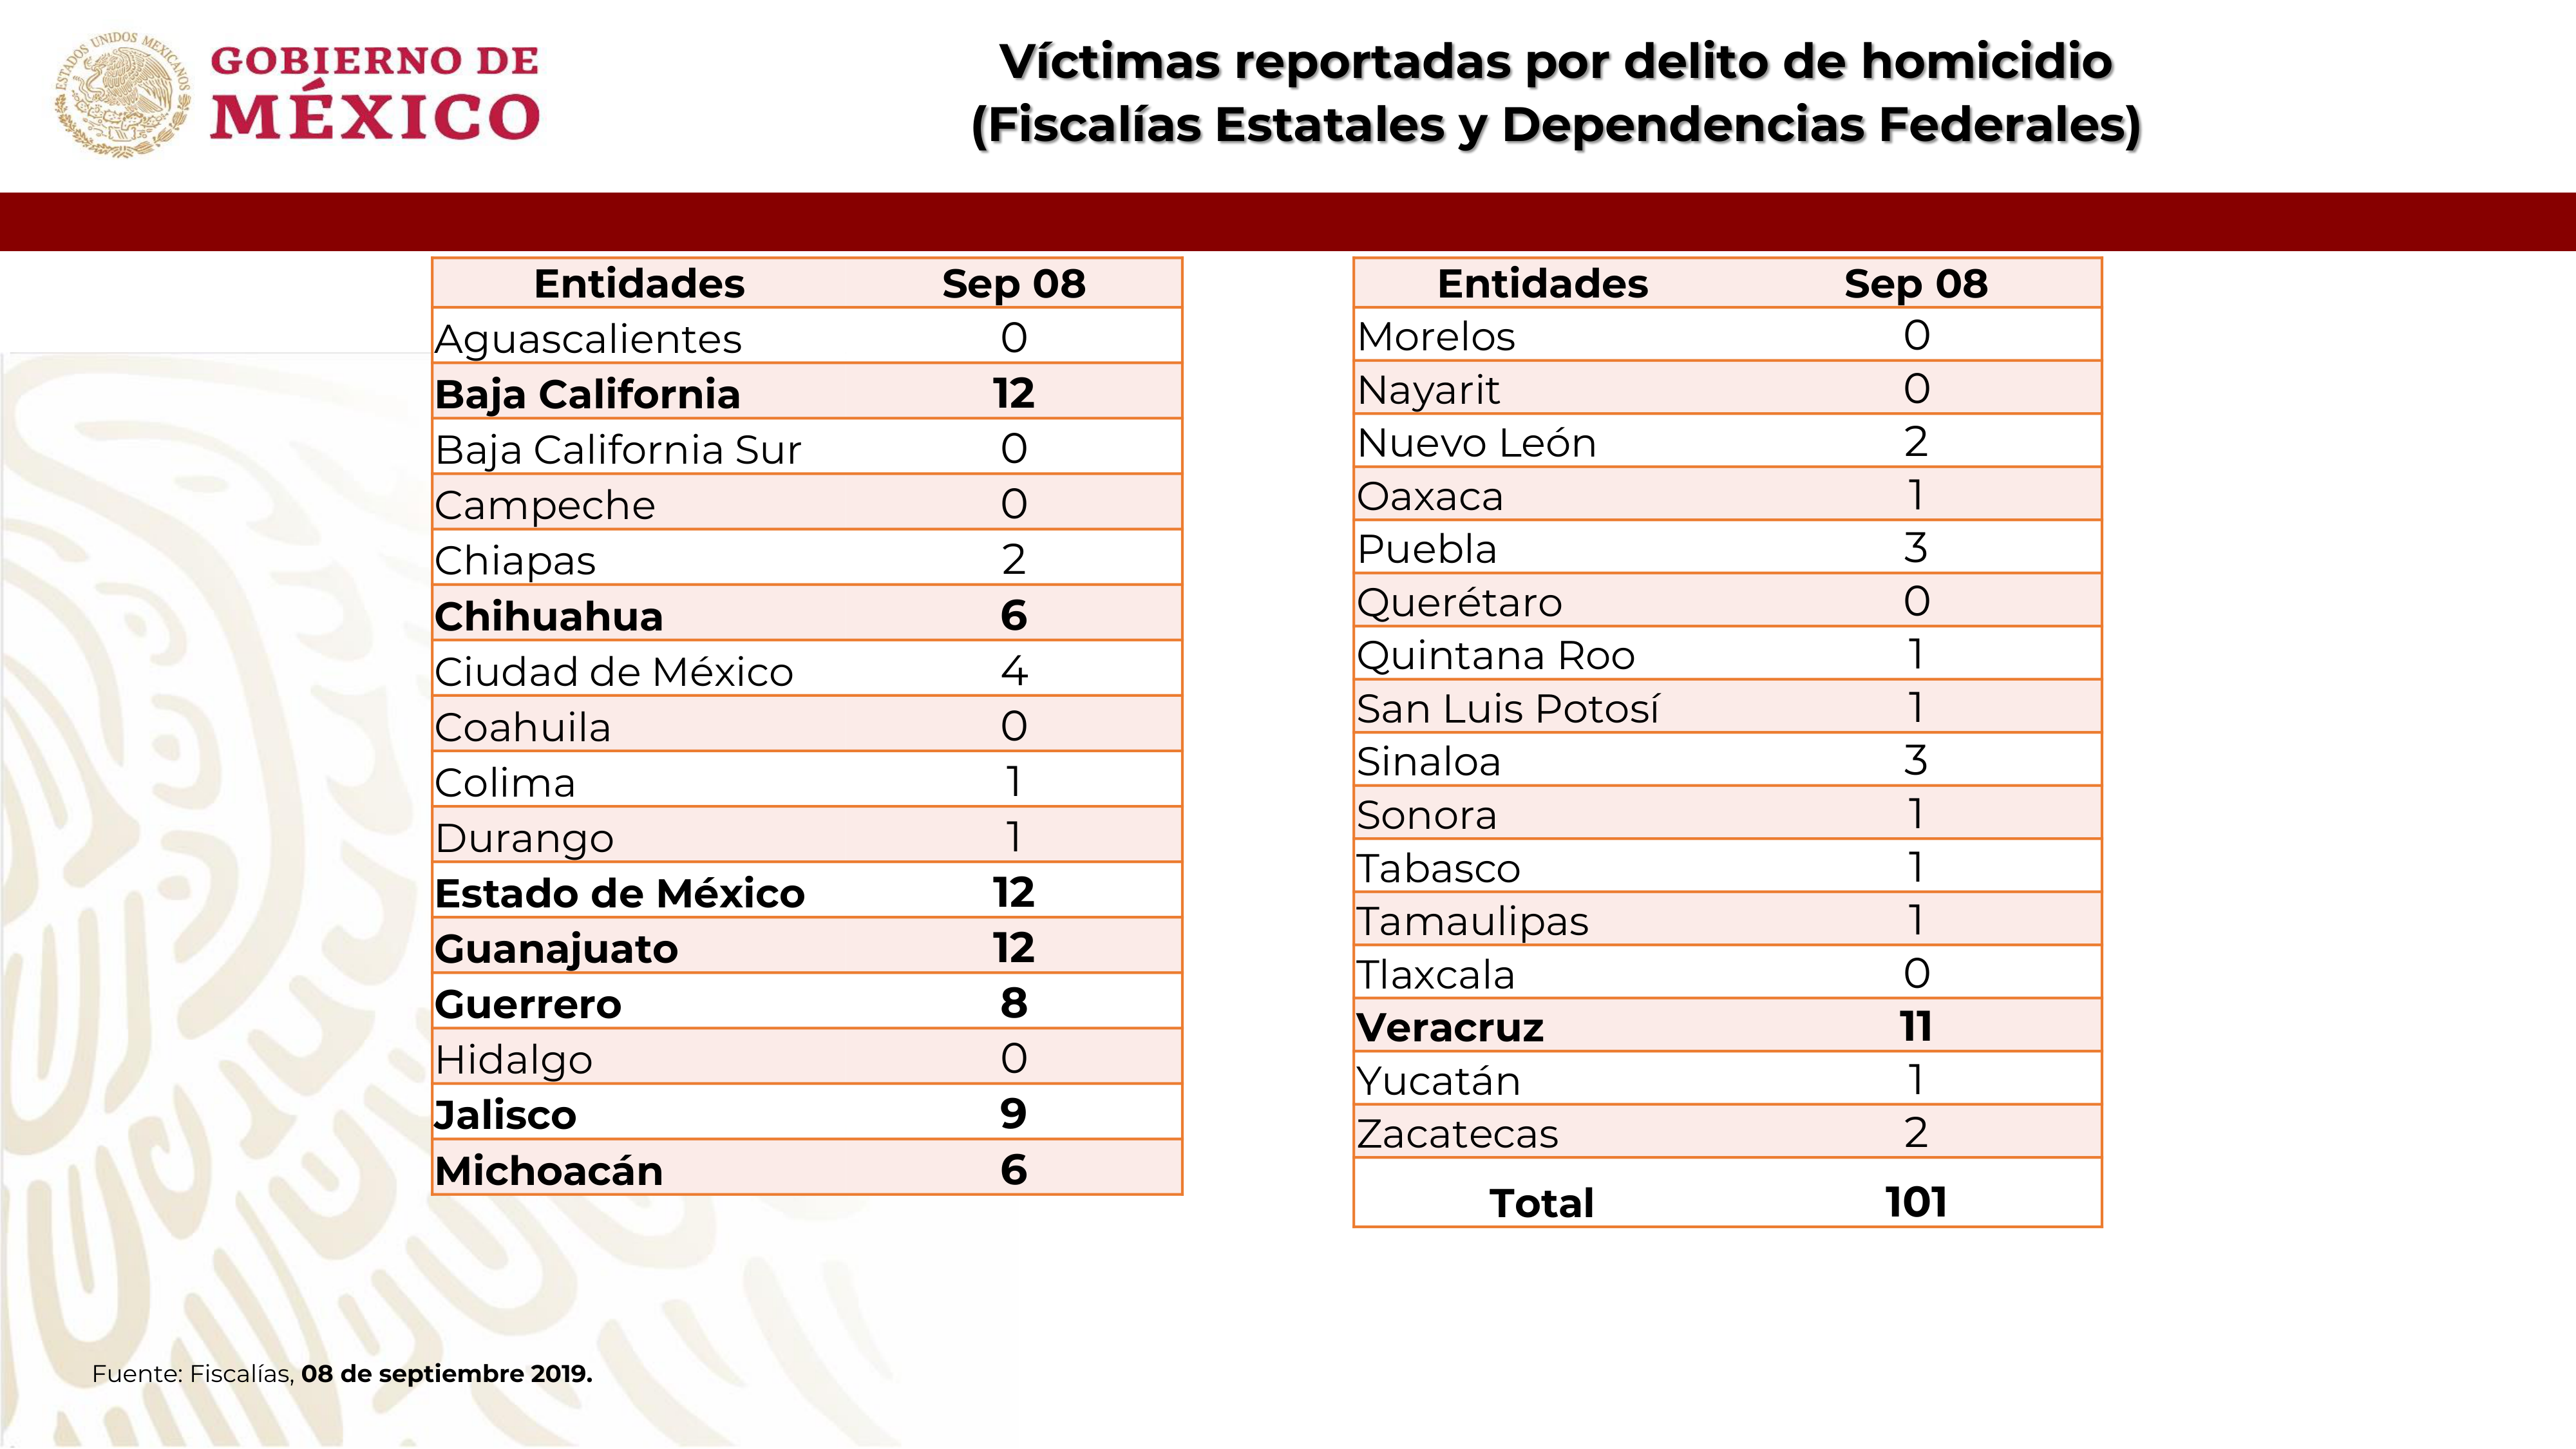 ESTADOS UNIDOS MEXICANOS
GOBIERNO DE
MÉXICO
Víctimas reportadas por delito de homicidio
(Fiscalías Estatales y Dependencias Federales)
Entidades Sep 08
Aguascalientes 0
Baja California 12
Baja California Sur 0
Campeche 0
Chiapas 2
Chihuahua 6
Ciudad de México 4
Coahuila 0
Colima 1
Durango 1
Estado de México 12
Guanajuato 12
Guerrero 8
Hidalgo 0
Jalisco 9
Michoacán 6
Entidades Sep 08
Morelos 0
Nayarit 0
Nuevo León 2
Oaxaca 1
Puebla 3
Querétaro 0
Quintana Roo 1
San Luis Potosí 1
Sinaloa 3
Sonora 1
Tabasco 1
Tamaulipas 1
Tlaxcala 0
Veracruz 11
Yucatán 1
Zacatecas 2
Total 101
Fuente: Fiscalías, 08 de septiembre 2019.